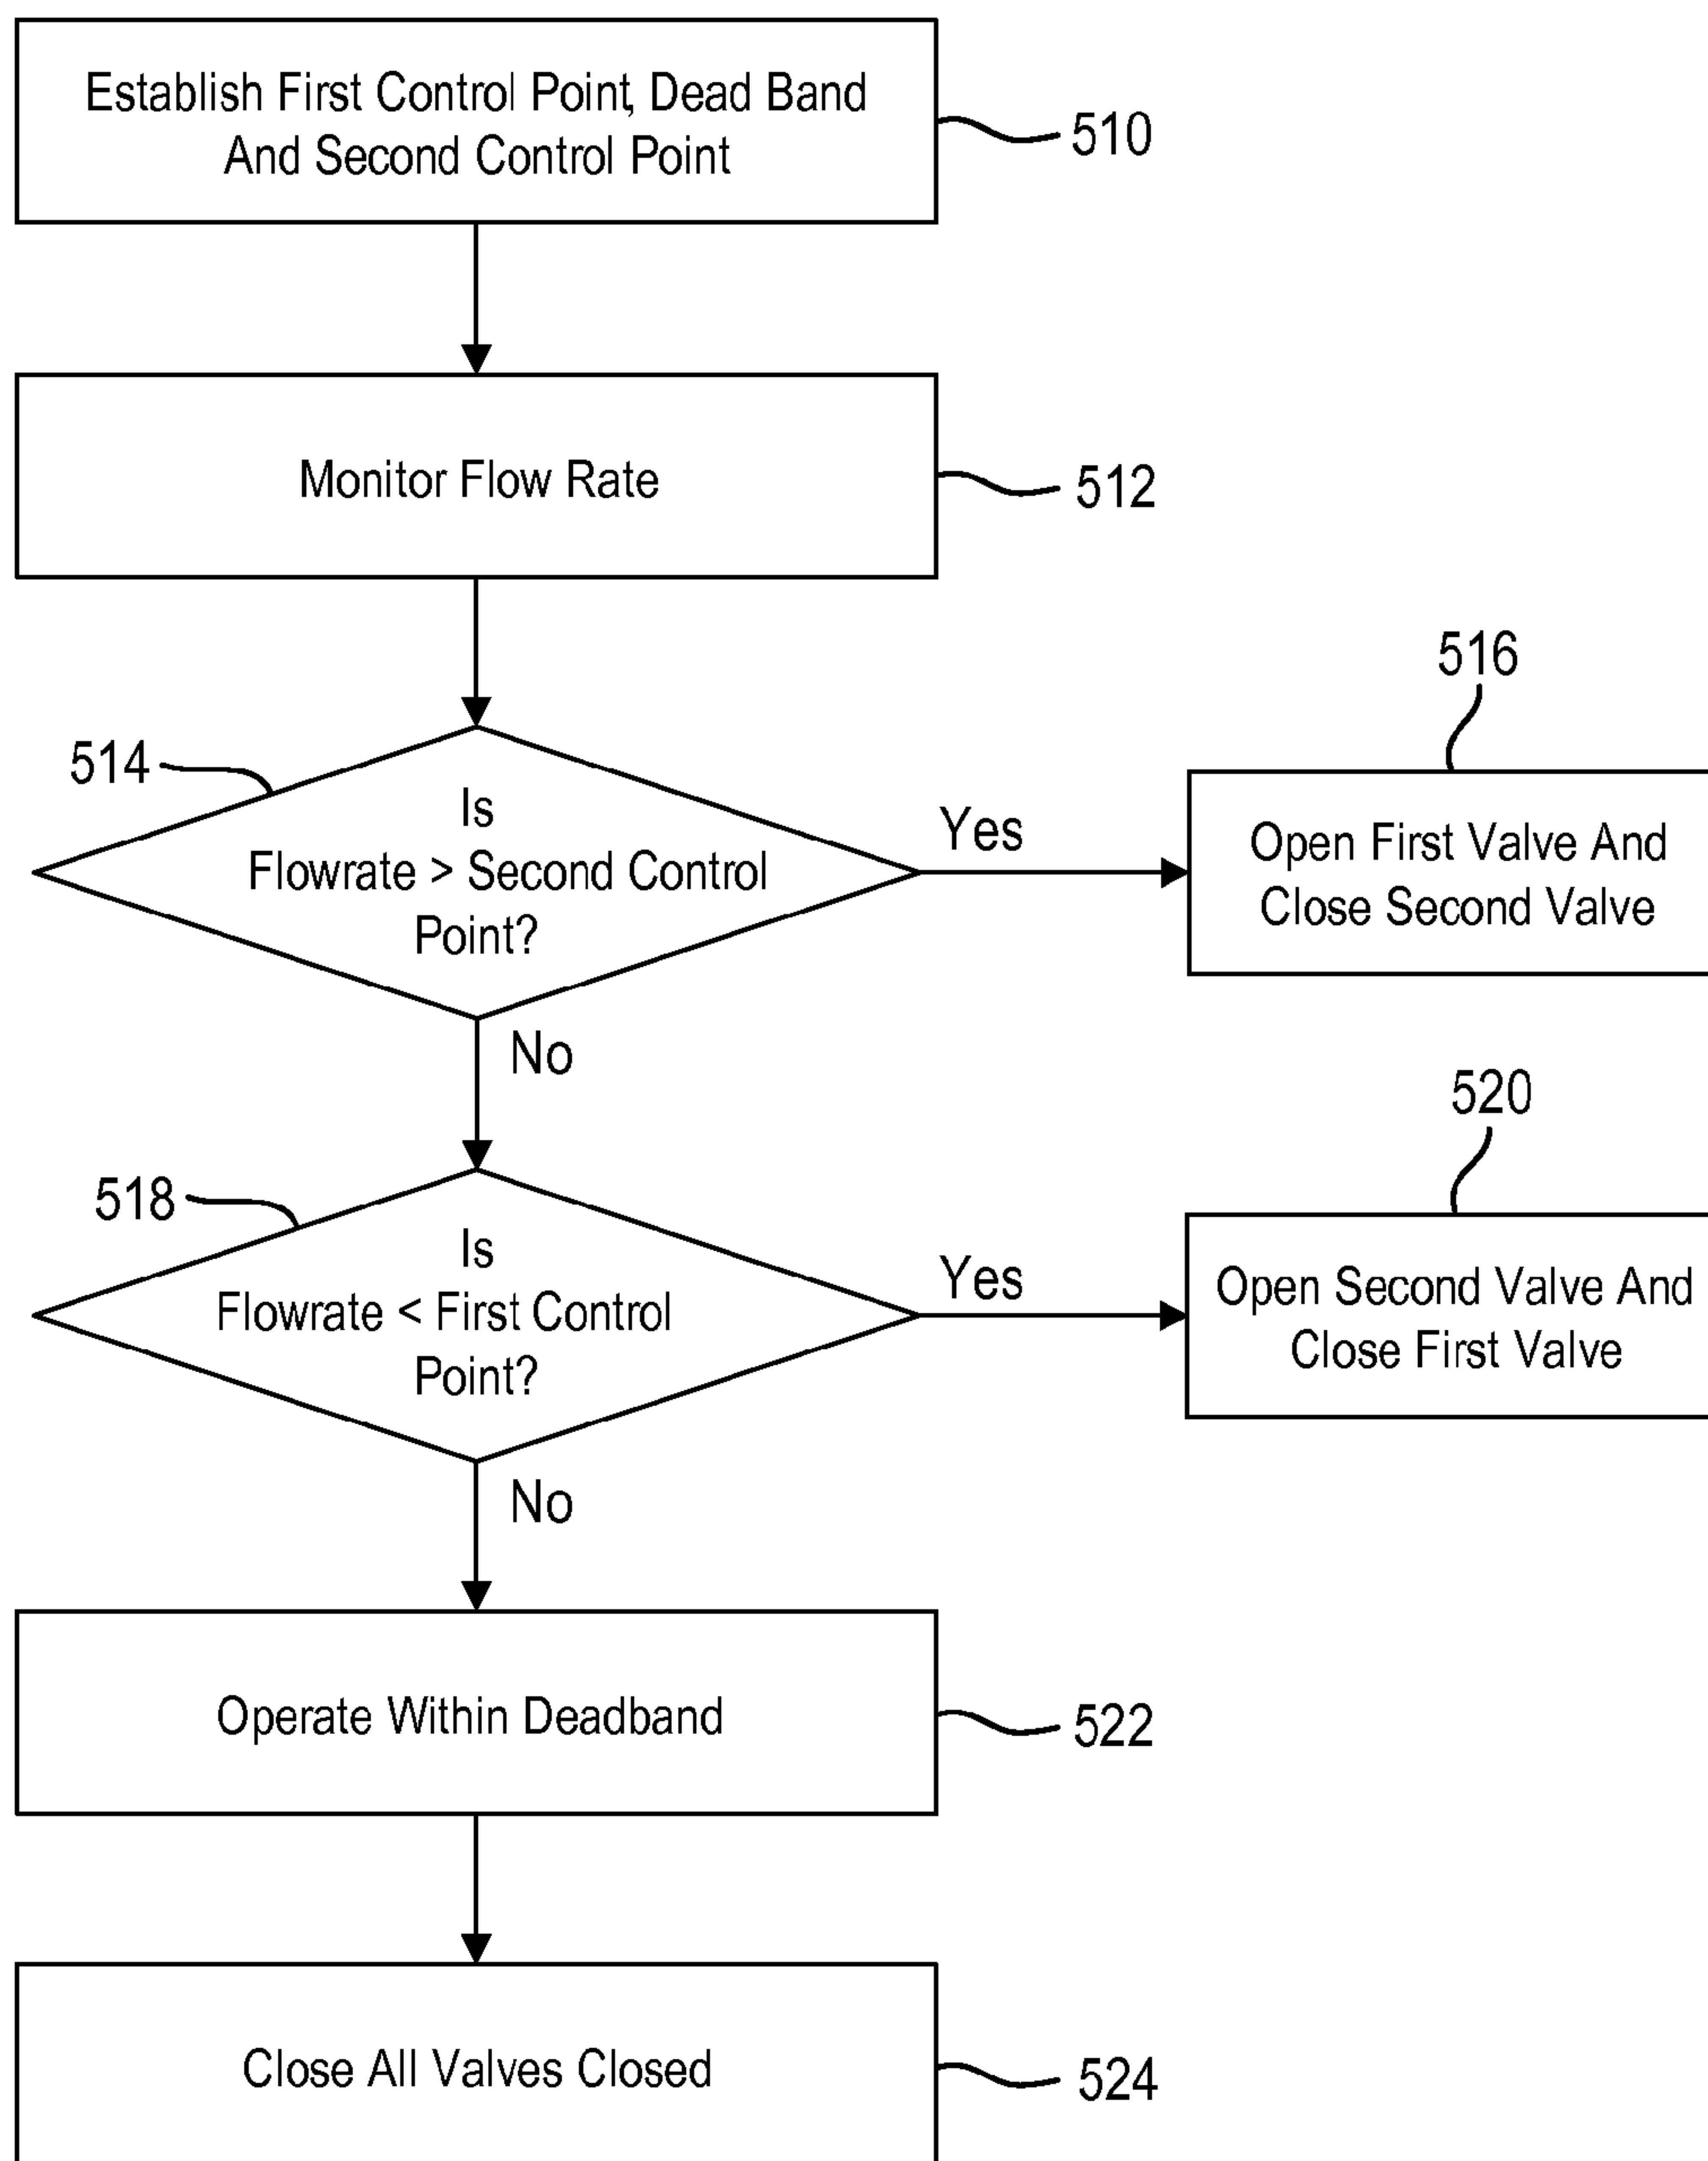 Establish First Control Point, Dead Band
And Second Control Point
510
Monitor Flow Rate
512
514
Is
Flowrate > Second Control
Point?
Yes
516
Open First Valve And
Close Second Valve
No
518
Is
Flowrate < First Control
Point?
Yes
520
Open Second Valve And
Close First Valve
No
Operate Within Deadband
522
Close All Valves Closed
524